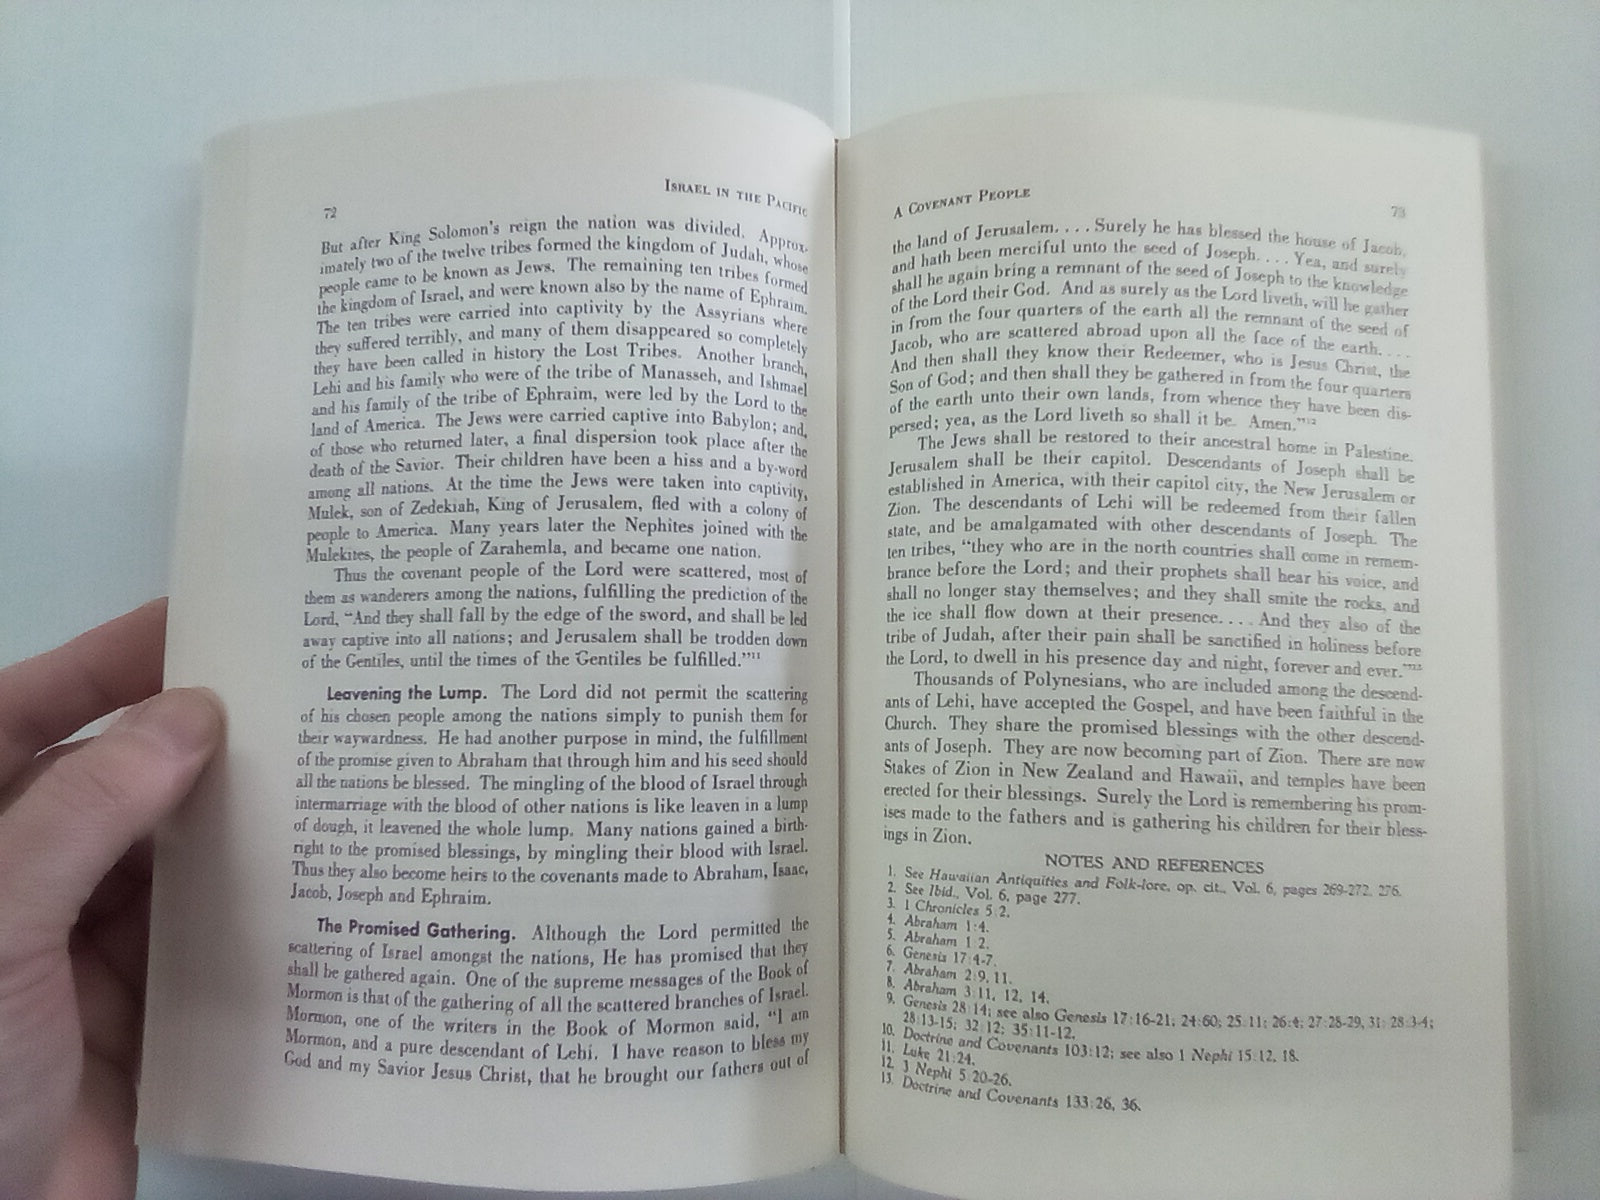 72
ISRAEL IN THE PACIFIC
But after King Solomon's reign the nation was divided. Approx-
imately two of the twelve tribes formed the kingdom of Judah, whose
people came to be known as Jews. The remaining ten tribes formed
the kingdom of Israel, and were known also by the name of Ephraim.
The ten tribes were carried into captivity by the Assyrians where
they suffered terribly, and many of them disappeared so completely
they have been called in history the Lost Tribes. Another branch,
Lehi and his family who were of the tribe of Manasseh, and Ishmael
and his family of the tribe of Ephraim, were led by the Lord to the
land of America. The Jews were carried captive into Babylon; and,
of those who returned later, a final dispersion took place after the
death of the Savior. Their children have been a hiss and a by-word
among all nations. At the time the Jews were taken into captivity,
Mulek, son of Zedekiah, King of Jerusalem, fled with a colony of
people to America. Many years later the Nephites joined with the
Mulekites, the people of Zarahemla, and became one nation.
Thus the covenant people of the Lord were scattered, most of
them as wanderers among the nations, fulfilling the prediction of the
Lord, "And they shall fall by the edge of the sword, and shall be led
away captive into all nations; and Jerusalem shall be trodden down
of the Gentiles, until the times of the Gentiles be fulfilled."11
Leavening the Lump. The Lord did not permit the scattering
of his chosen people among the nations simply to punish them for
their waywardness. He had another purpose in mind, the fulfillment
of the promise given to Abraham that through him and his seed should
all the nations be blessed. The mingling of the blood of Israel through
intermarriage with the blood of other nations is like leaven in a lump
of dough, it leavened the whole lump. Many nations gained a birth-
right to the promised blessings, by mingling their blood with Israel.
Thus they also become heirs to the covenants made to Abraham, Isaac,
Jacob, Joseph and Ephraim.
The Promised Gathering. Although the Lord permitted the
scattering of Israel amongst the nations, He has promised that they
shall be gathered again. One of the supreme messages of the Book of
Mormon is that of the gathering of all the scattered branches of Israel.
Mormon, one of the writers in the Book of Mormon said, "I am
Mormon, and a pure descendant of Lehi. I have reason to bless my
God and my Savior Jesus Christ, that he brought our fathers out of
A COVENANT PEOPLE
73
the land of Jerusalem. . . . Surely he has blessed the house of Jacob,
and hath been merciful unto the seed of Joseph. . . . Yea, and surely
shall he again bring a remnant of the seed of Joseph to the knowledge
of the Lord their God. And as surely as the Lord liveth, will he gather
in from the four quarters of the earth all the remnant of the seed of
Jacob, who are scattered abroad upon all the face of the earth. . . .
And then shall they know their Redeemer, who is Jesus Christ, the
Son of God; and then shall they be gathered in from the four quarters
of the earth unto their own lands, from whence they have been dis-
persed; yea, as the Lord liveth so shall it be. Amen."12
The Jews shall be restored to their ancestral home in Palestine.
Jerusalem shall be their capitol. Descendants of Joseph shall be
established in America, with their capitol city, the New Jerusalem or
Zion. The descendants of Lehi will be redeemed from their fallen
state, and be amalgamated with other descendants of Joseph. The
ten tribes, "they who are in the north countries shall come in remem-
brance before the Lord; and their prophets shall hear his voice, and
shall no longer stay themselves; and they shall smite the rocks, and
the ice shall flow down at their presence. . . . And they also of the
tribe of Judah, after their pain shall be sanctified in holiness before
the Lord, to dwell in his presence day and night, forever and ever."13
Thousands of Polynesians, who are included among the descend-
ants of Lehi, have accepted the Gospel, and have been faithful in the
Church. They share the promised blessings with the other descend-
ants of Joseph. They are now becoming part of Zion. There are now
Stakes of Zion in New Zealand and Hawaii, and temples have been
erected for their blessings. Surely the Lord is remembering his prom-
ises made to the fathers and is gathering his children for their bless-
ings in Zion.
NOTES AND REFERENCES
1. See Hawaiian Antiquities and Folk-lore, op. cit., Vol. 6, pages 269-272, 276.
2. See Ibid., Vol. 6, page 277.
3. 1 Chronicles 5:2.
4. Abraham 1:4.
5. Abraham 1:2.
6. Genesis 17:4-7.
7. Abraham 2:9, 11.
8. Abraham 3:11, 12, 14.
9. Genesis 28:14; see also Genesis 17:16-21; 24:60; 25:11; 26:4; 27:28-29, 31; 28:3-4;
28:13-15; 32:12; 35:11-12.
10. Doctrine and Covenants 103:12; see also 1 Nephi 15:12, 18.
11. Luke 21:24.
12. 3 Nephi 5:20-26.
13. Doctrine and Covenants 133:26, 36.